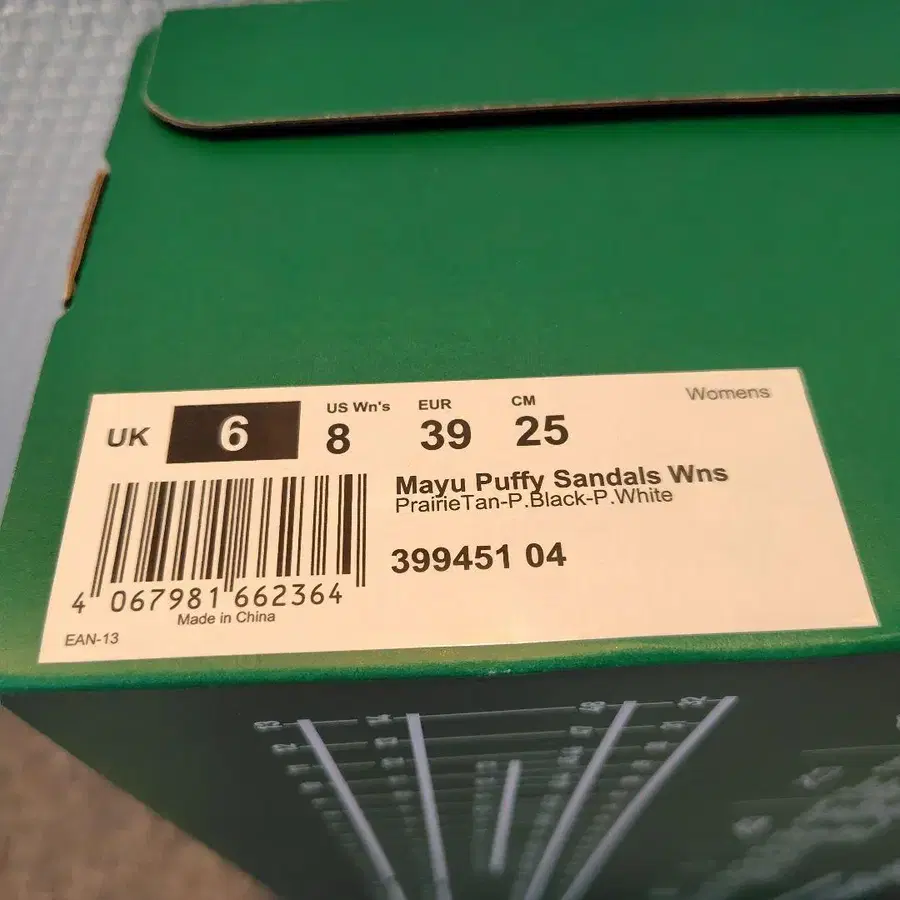 Womens
UK 6
US Wn's 8
EUR 39
CM 25
Mayu Puffy Sandals Wns
PrairieTan-P.Black-P.White
399451 04
4 067981 662364
Made in China
EAN-13